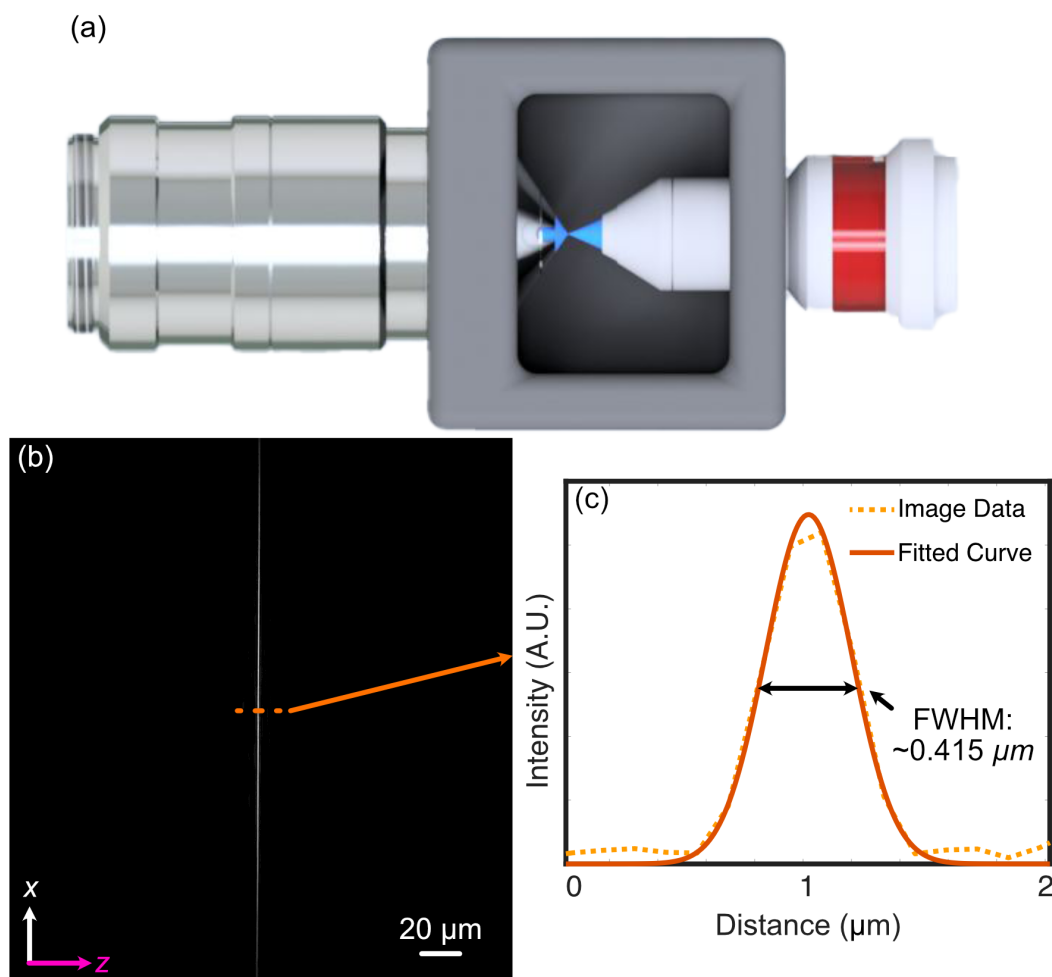 (a)
(b)
x
z
20 μm
(c)
Image Data
Fitted Curve
Intensity (A.U.)
FWHM:
~0.415 μm
0
1
2
Distance (μm)